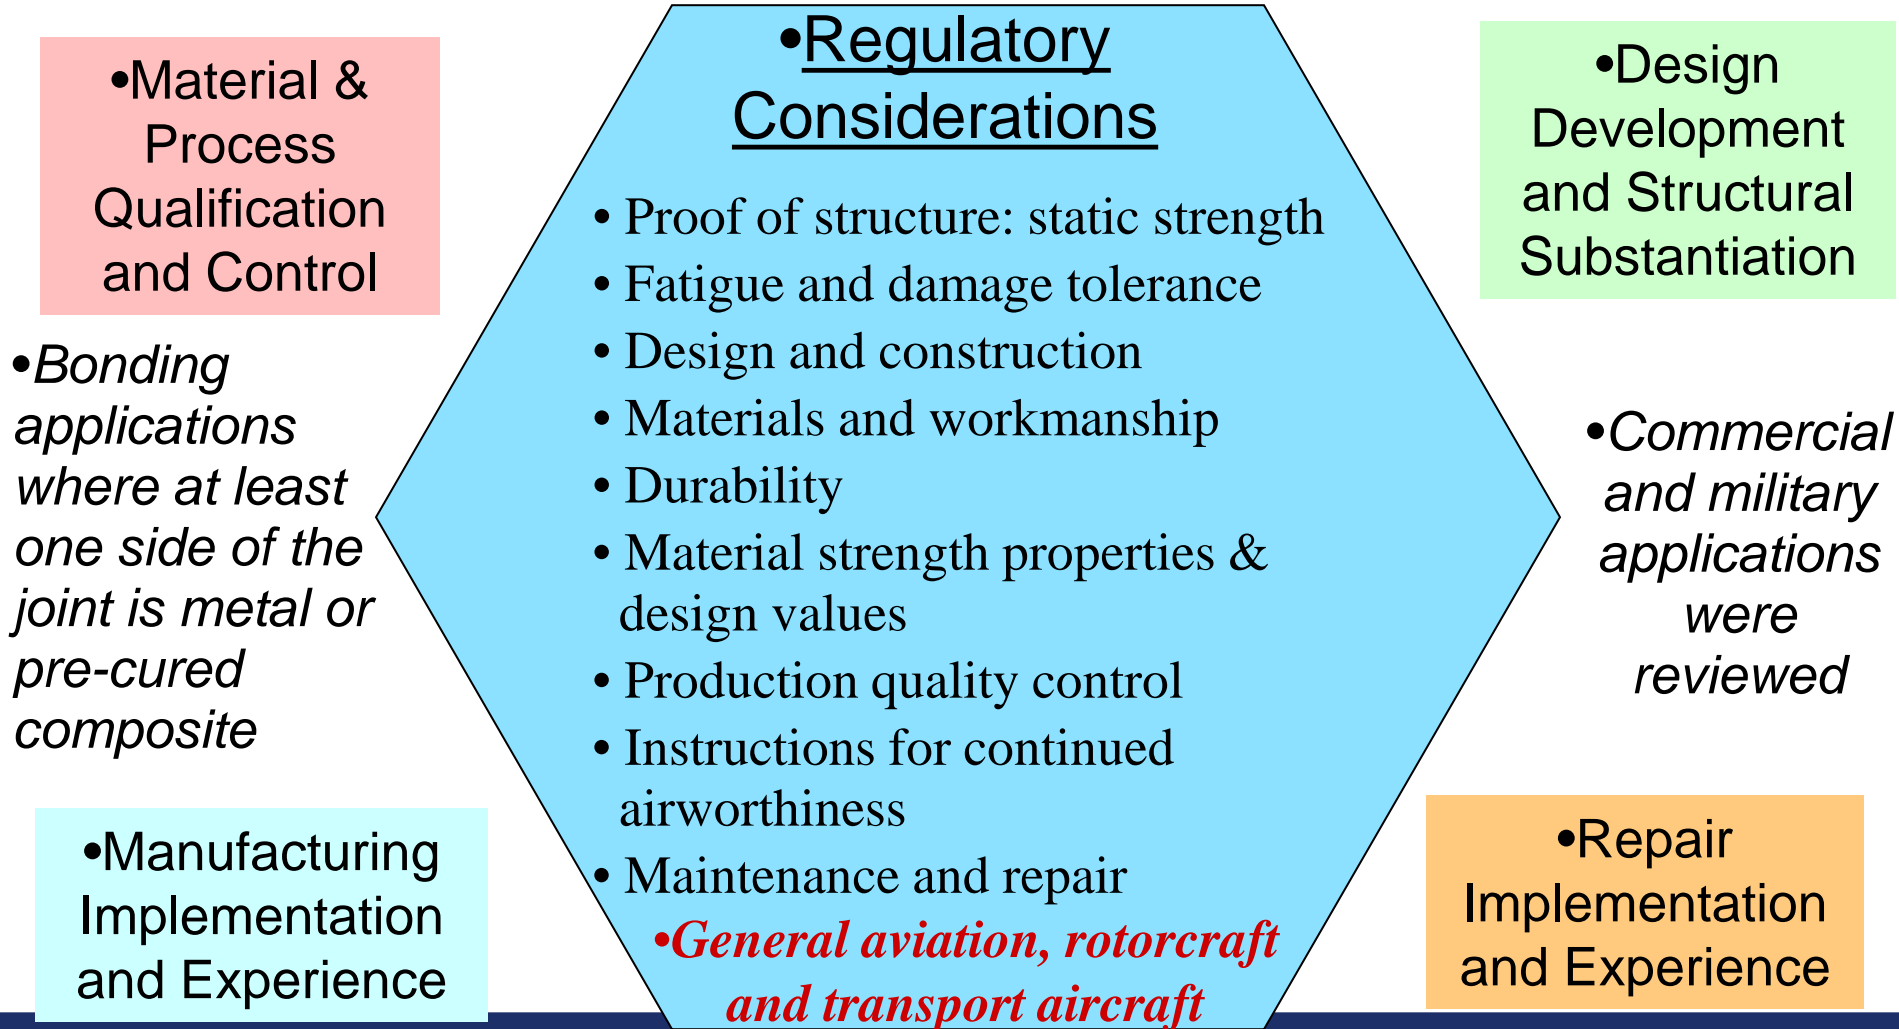 •Material &
Process
Qualification
and Control
•Bonding
applications
where at least
one side of the
joint is metal or
pre-cured
composite
•Manufacturing
Implementation
and Experience
•Regulatory
Considerations
• Proof of structure: static strength
• Fatigue and damage tolerance
• Design and construction
• Materials and workmanship
• Durability
• Material strength properties &
design values
• Production quality control
• Instructions for continued
airworthiness
• Maintenance and repair
•General aviation, rotorcraft
and transport aircraft
•Design
Development
and Structural
Substantiation
•Commercial
and military
applications
were
reviewed
•Repair
Implementation
and Experience